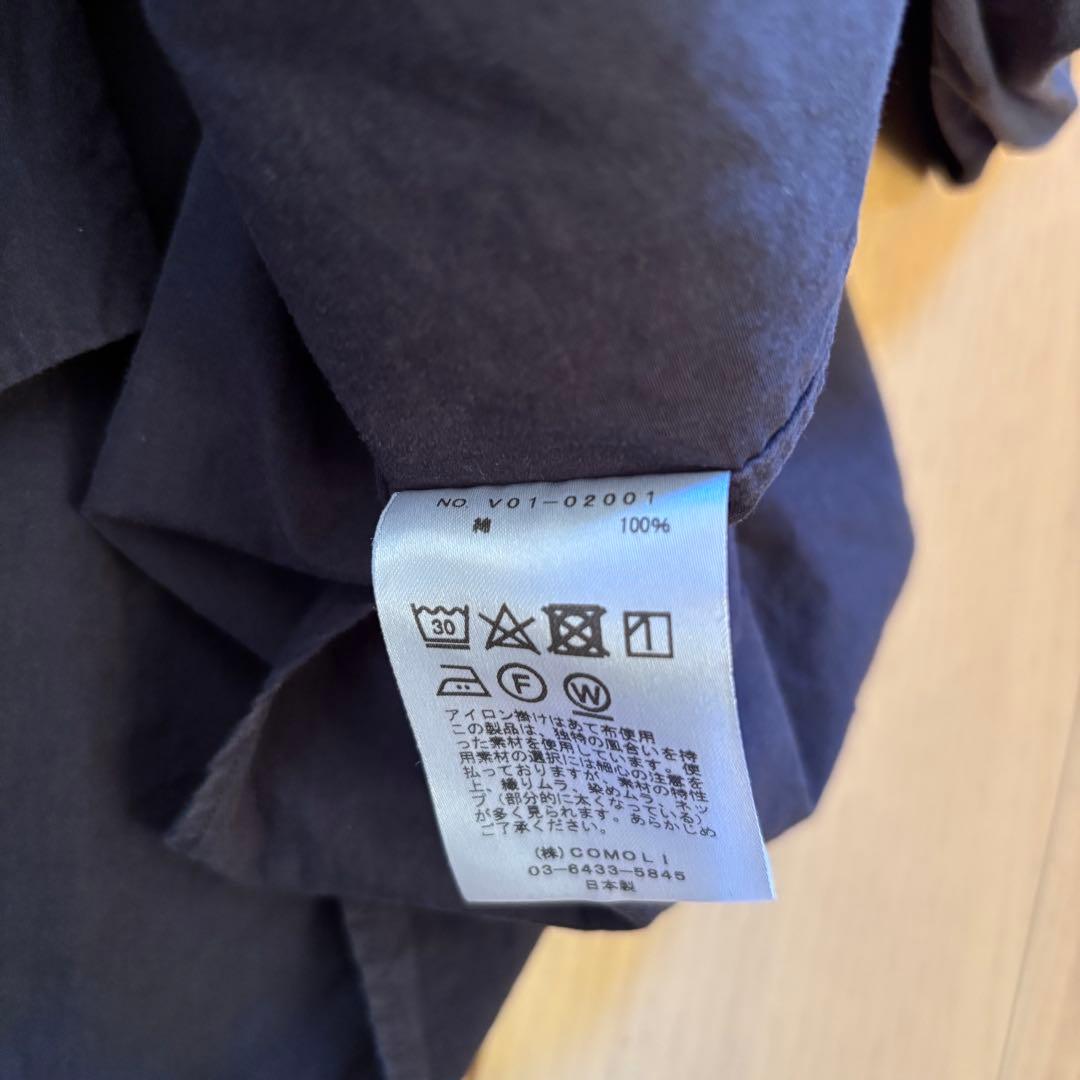 NO. V01-02001
綿 100%
30
F
W
アイロン掛けはあて布使用
この製品は、独特の風合いを持
った素材を使用しています。使
用素材の選択には細心の注意を
払っておりますが、素材の特性
上、織りムラ、染めムラ、ネッ
プ(部分的に太くなっている)
が多く見られます。あらかじめ
ご了承ください。
(株)COMOLI
03-6433-5845
日本製